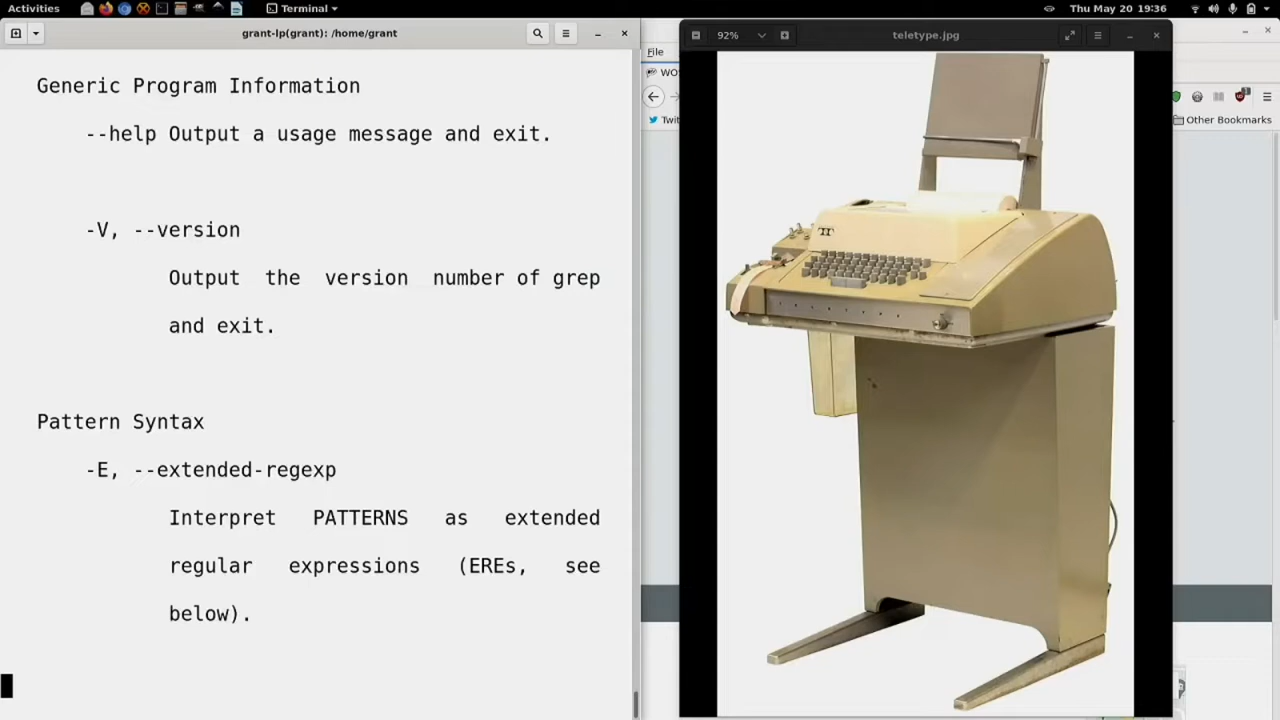 Activities
Terminal
Thu May 20 19:36
grant-lp(grant): /home/grant
Generic Program Information
--help Output a usage message and exit.
-V, --version
Output the version number of grep
and exit.
Pattern Syntax
-E, --extended-regexp
Interpret PATTERNS as extended
regular expressions (EREs, see
below).
File
WO
Twit
92%
teletype.jpg
Other Bookmarks